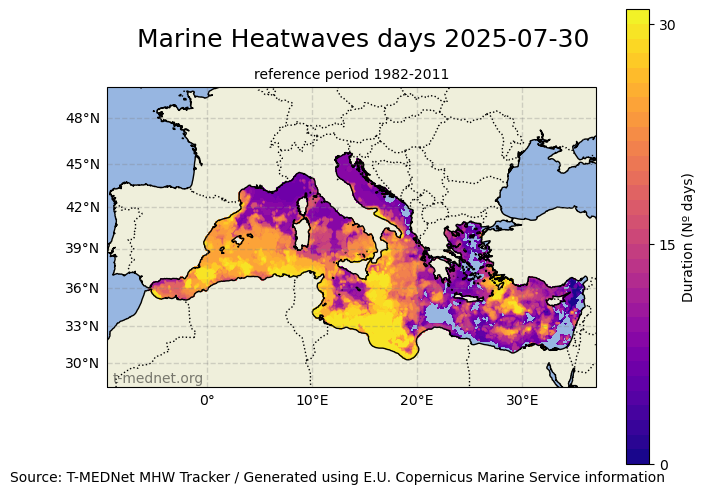 Marine Heatwaves days 2025-07-30
reference period 1982-2011
48°N
45°N
42°N
39°N
36°N
33°N
30°N
t-mednet.org
0°
10°E
20°E
30°E
30
15
0
Duration (Nº days)
Source: T-MEDNet MHW Tracker / Generated using E.U. Copernicus Marine Service information